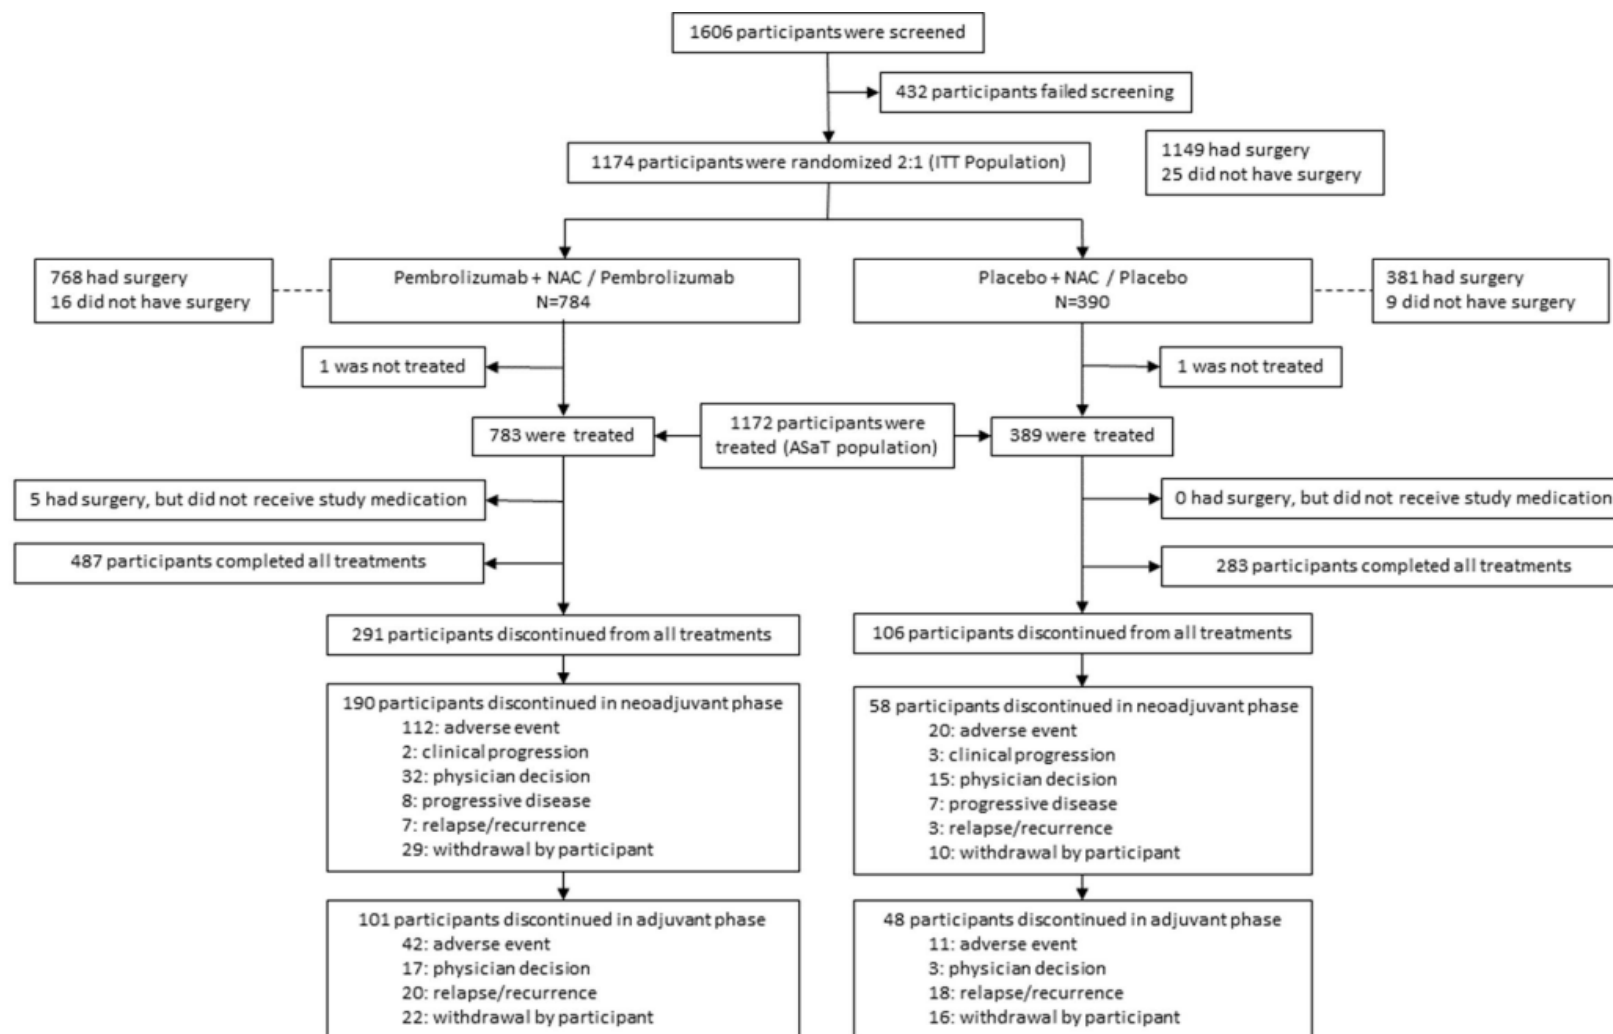 1606 participants were screened
432 participants failed screening
1174 participants were randomized 2:1 (ITT Population)
1149 had surgery
25 did not have surgery
768 had surgery
16 did not have surgery
Pembrolizumab + NAC / Pembrolizumab
N=784
Placebo + NAC / Placebo
N=390
381 had surgery
9 did not have surgery
1 was not treated
1 was not treated
783 were treated
1172 participants were
treated (ASaT population)
389 were treated
5 had surgery, but did not receive study medication
0 had surgery, but did not receive study medication
487 participants completed all treatments
283 participants completed all treatments
291 participants discontinued from all treatments
106 participants discontinued from all treatments
190 participants discontinued in neoadjuvant phase
112: adverse event
2: clinical progression
32: physician decision
8: progressive disease
7: relapse/recurrence
29: withdrawal by participant
58 participants discontinued in neoadjuvant phase
20: adverse event
3: clinical progression
15: physician decision
7: progressive disease
3: relapse/recurrence
10: withdrawal by participant
101 participants discontinued in adjuvant phase
42: adverse event
17: physician decision
20: relapse/recurrence
22: withdrawal by participant
48 participants discontinued in adjuvant phase
11: adverse event
3: physician decision
18: relapse/recurrence
16: withdrawal by participant